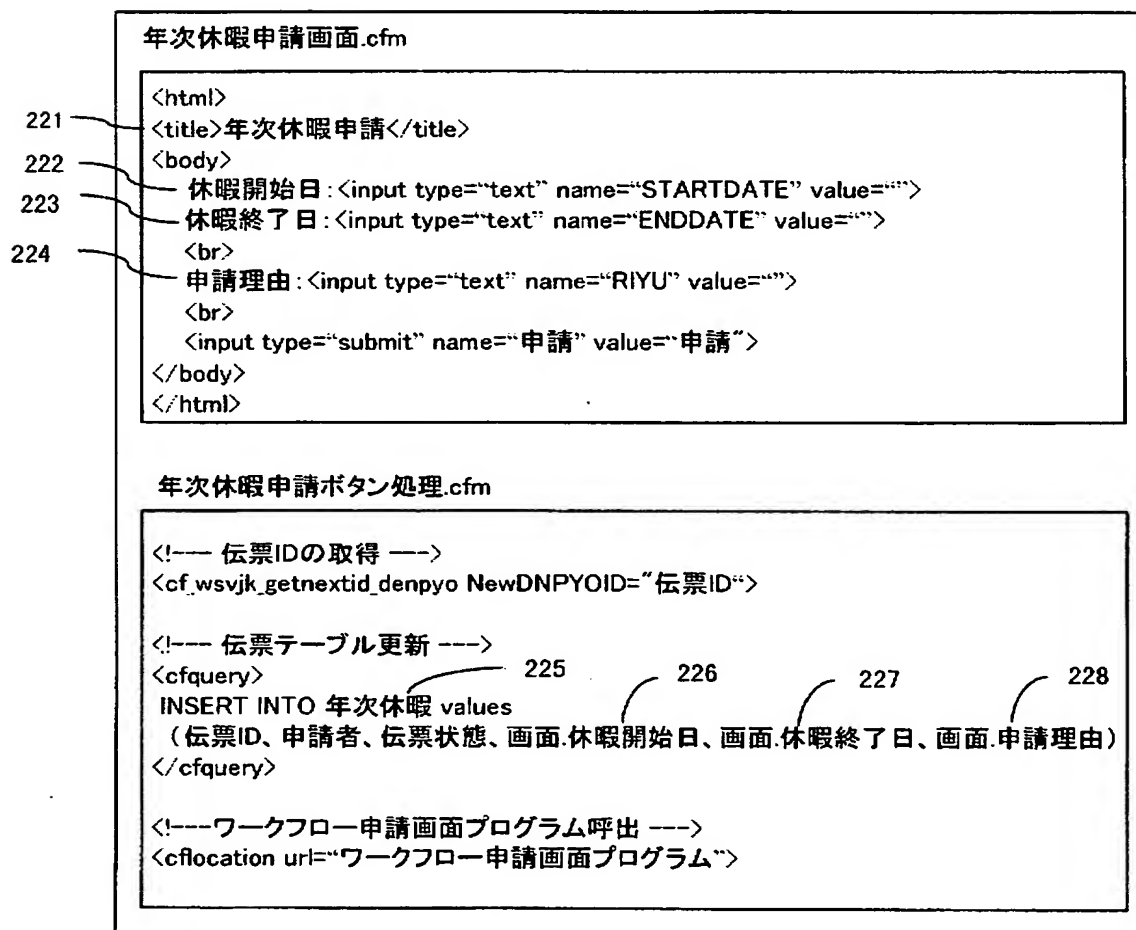 年次休暇申請画面.cfm
<html>
221 <title>年次休暇申請</title>
<body>
222 休暇開始日:<input type="text" name="STARTDATE" value="">
223 休暇終了日:<input type="text" name="ENDDATE" value="">
<br>
224 申請理由:<input type="text" name="RIYU" value="">
<br>
<input type="submit" name="申請" value="申請">
</body>
</html>
年次休暇申請ボタン処理.cfm
<!--- 伝票IDの取得 --->
<cf_wsvjk_getnextid_denpyo NewDNPYOID="伝票ID">
<!--- 伝票テーブル更新 --->
<cfquery> 225 226 227 228
INSERT INTO 年次休暇 values
(伝票ID、申請者、伝票状態、画面.休暇開始日、画面.休暇終了日、画面.申請理由)
</cfquery>
<!---ワークフロー申請画面プログラム呼出 --->
<cflocation url="ワークフロー申請画面プログラム">